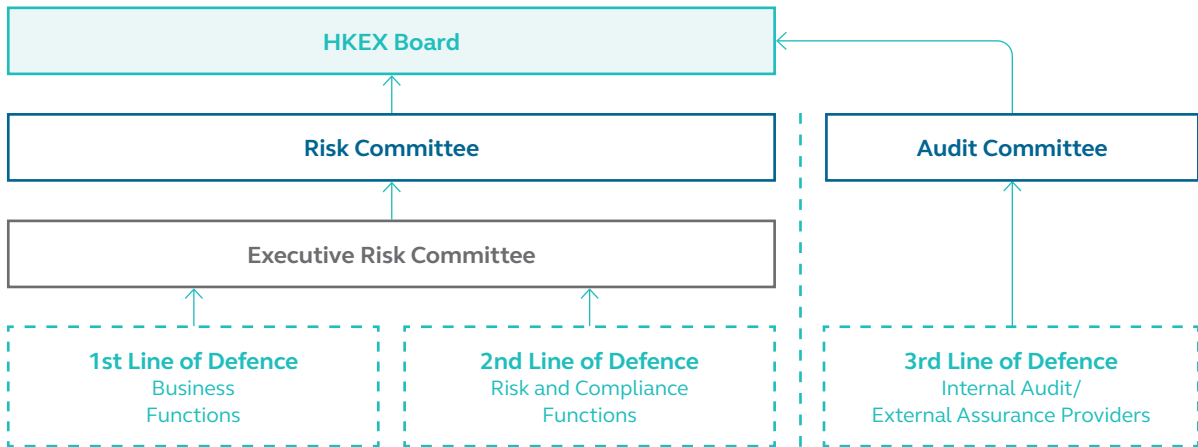 HKEX Board
Risk Committee
Audit Committee
Executive Risk Committee
1st Line of Defence
Business
Functions
2nd Line of Defence
Risk and Compliance
Functions
3rd Line of Defence
Internal Audit/
External Assurance Providers